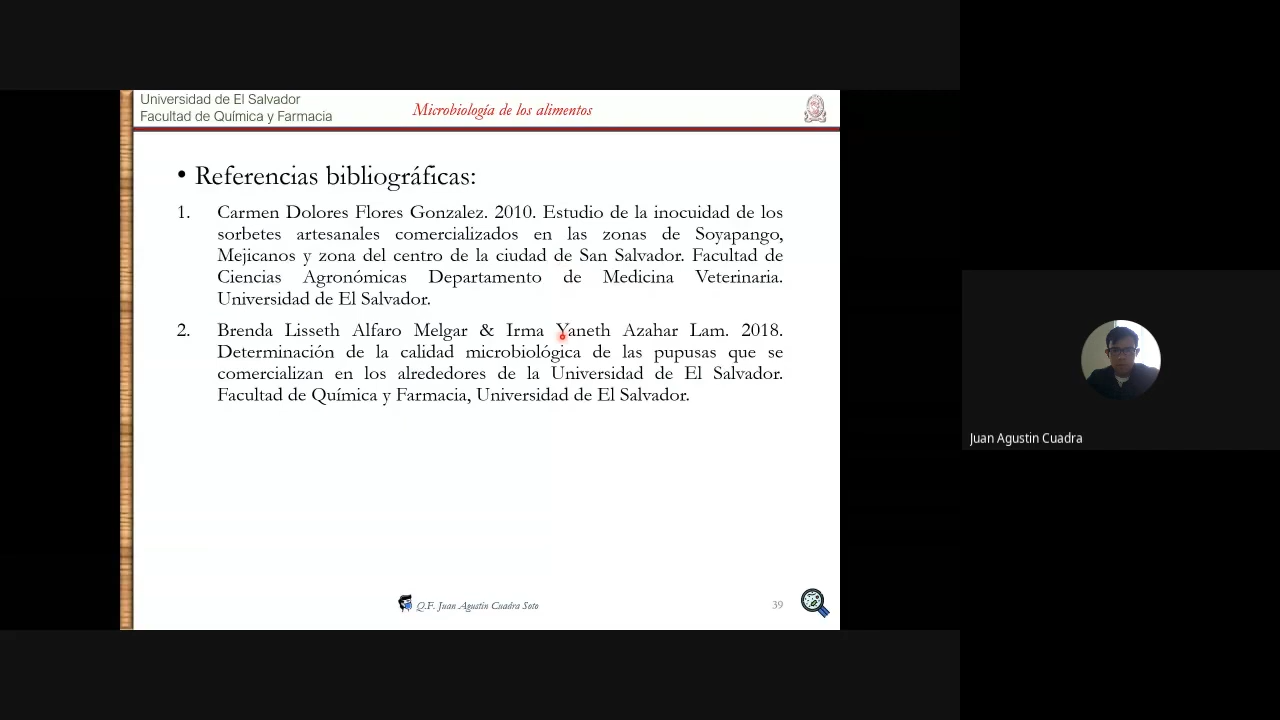 Universidad de El Salvador
Facultad de Química y Farmacia
Microbiología de los alimentos
• Referencias bibliográficas:
1. Carmen Dolores Flores Gonzalez. 2010. Estudio de la inocuidad de los
sorbetes artesanales comercializados en las zonas de Soyapango,
Mejicanos y zona del centro de la ciudad de San Salvador. Facultad de
Ciencias Agronómicas Departamento de Medicina Veterinaria.
Universidad de El Salvador.
2. Brenda Lisseth Alfaro Melgar & Irma Yaneth Azahar Lam. 2018.
Determinación de la calidad microbiológica de las pupusas que se
comercializan en los alrededores de la Universidad de El Salvador.
Facultad de Química y Farmacia, Universidad de El Salvador.
Q.F. Juan Agustin Cuadra Soto
39
Juan Agustin Cuadra